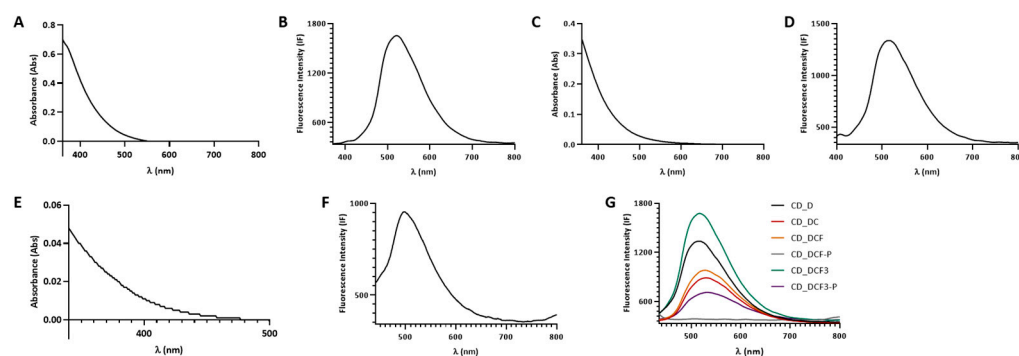 A
Absorbance (Abs)
0.8
0.6
0.4
0.2
0.0
400 500 600 700 800
λ (nm)
B
Fluorescence Intensity (IF)
1800
1200
600
400 500 600 700 800
λ (nm)
C
Absorbance (Abs)
0.4
0.3
0.2
0.1
0.0
400 500 600 700 800
λ (nm)
D
Fluorescence Intensity (IF)
1500
1000
500
400 500 600 700 800
λ (nm)
E
Absorbance (Abs)
0.06
0.04
0.02
0.00
400 500
λ (nm)
F
Fluorescence Intensity (IF)
1000
500
500 600 700 800
λ (nm)
G
Fluorescence Intensity (IF)
1800
1200
600
500 600 700 800
λ (nm)
CD_D
CD_DC
CD_DCF
CD_DCF-P
CD_DCF3
CD_DCF3-P